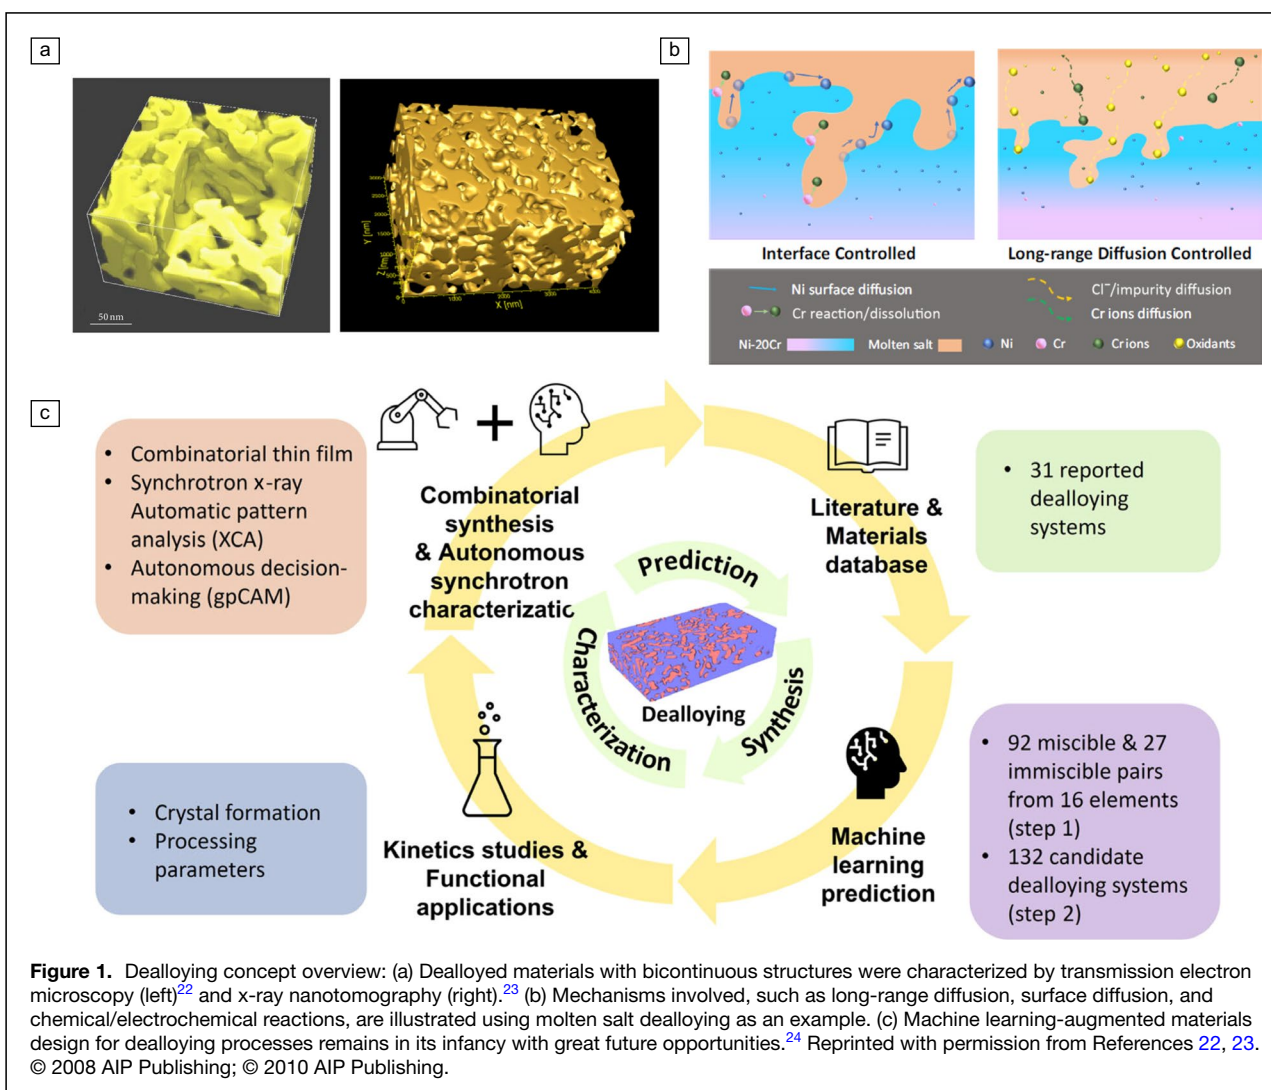 a
50 nm
Y [nm]
Z [nm]
X [nm]
1000
2000
3000
4000
b
Interface Controlled
Long-range Diffusion Controlled
Ni surface diffusion
Cl⁻/impurity diffusion
Cr reaction/dissolution
Cr ions diffusion
Ni-20Cr
Molten salt
Ni
Cr
Cr ions
Oxidants
c
• Combinatorial thin film
• Synchrotron x-ray
Automatic pattern
analysis (XCA)
• Autonomous decision-
making (gpCAM)
+
Combinatorial
synthesis
& Autonomous
synchrotron
characterizatic
Literature &
Materials
database
• 31 reported
dealloying
systems
Prediction
Synthesis
Characterization
Dealloying
Machine
learning
prediction
• 92 miscible & 27
immiscible pairs
from 16 elements
(step 1)
• 132 candidate
dealloying systems
(step 2)
Kinetics studies &
Functional
applications
• Crystal formation
• Processing
parameters
Figure 1. Dealloying concept overview: (a) Dealloyed materials with bicontinuous structures were characterized by transmission electron
microscopy (left)²² and x-ray nanotomography (right).²³ (b) Mechanisms involved, such as long-range diffusion, surface diffusion, and
chemical/electrochemical reactions, are illustrated using molten salt dealloying as an example. (c) Machine learning-augmented materials
design for dealloying processes remains in its infancy with great future opportunities.²⁴ Reprinted with permission from References 22, 23.
© 2008 AIP Publishing; © 2010 AIP Publishing.